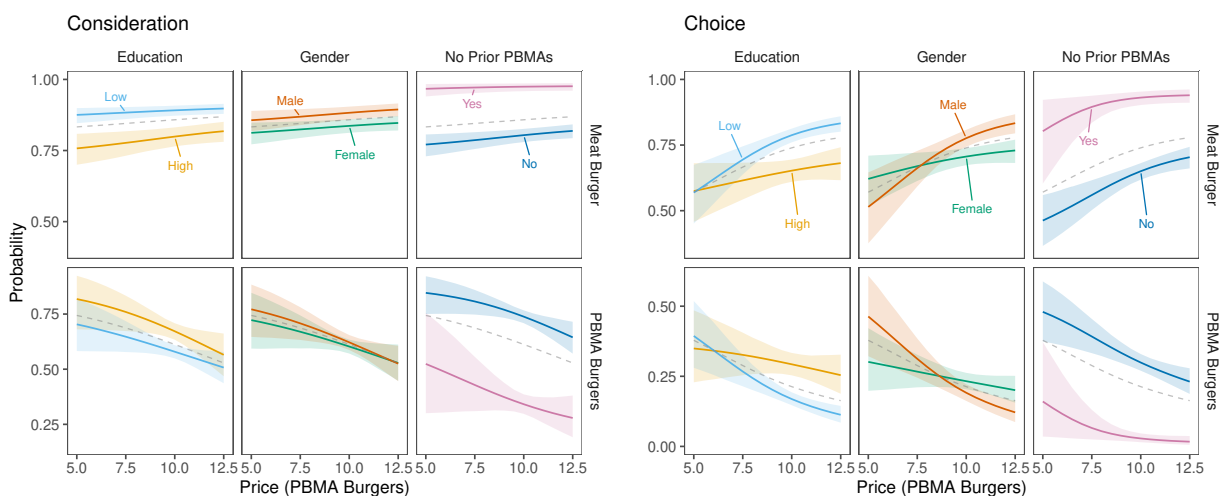 Consideration
Choice
Education
Gender
No Prior PBMAs
Education
Gender
No Prior PBMAs
Probability
1.00
0.75
0.50
Low
High
Male
Female
Yes
No
Meat Burger
0.75
0.50
Low
High
Male
Female
Yes
No
Meat Burger
0.75
0.50
0.25
PBMA Burgers
0.50
0.25
0.00
PBMA Burgers
5.0 7.5 10.0 12.5 5.0 7.5 10.0 12.5 5.0 7.5 10.0 12.5
5.0 7.5 10.0 12.5 5.0 7.5 10.0 12.5 5.0 7.5 10.0 12.5
Price (PBMA Burgers)
Price (PBMA Burgers)